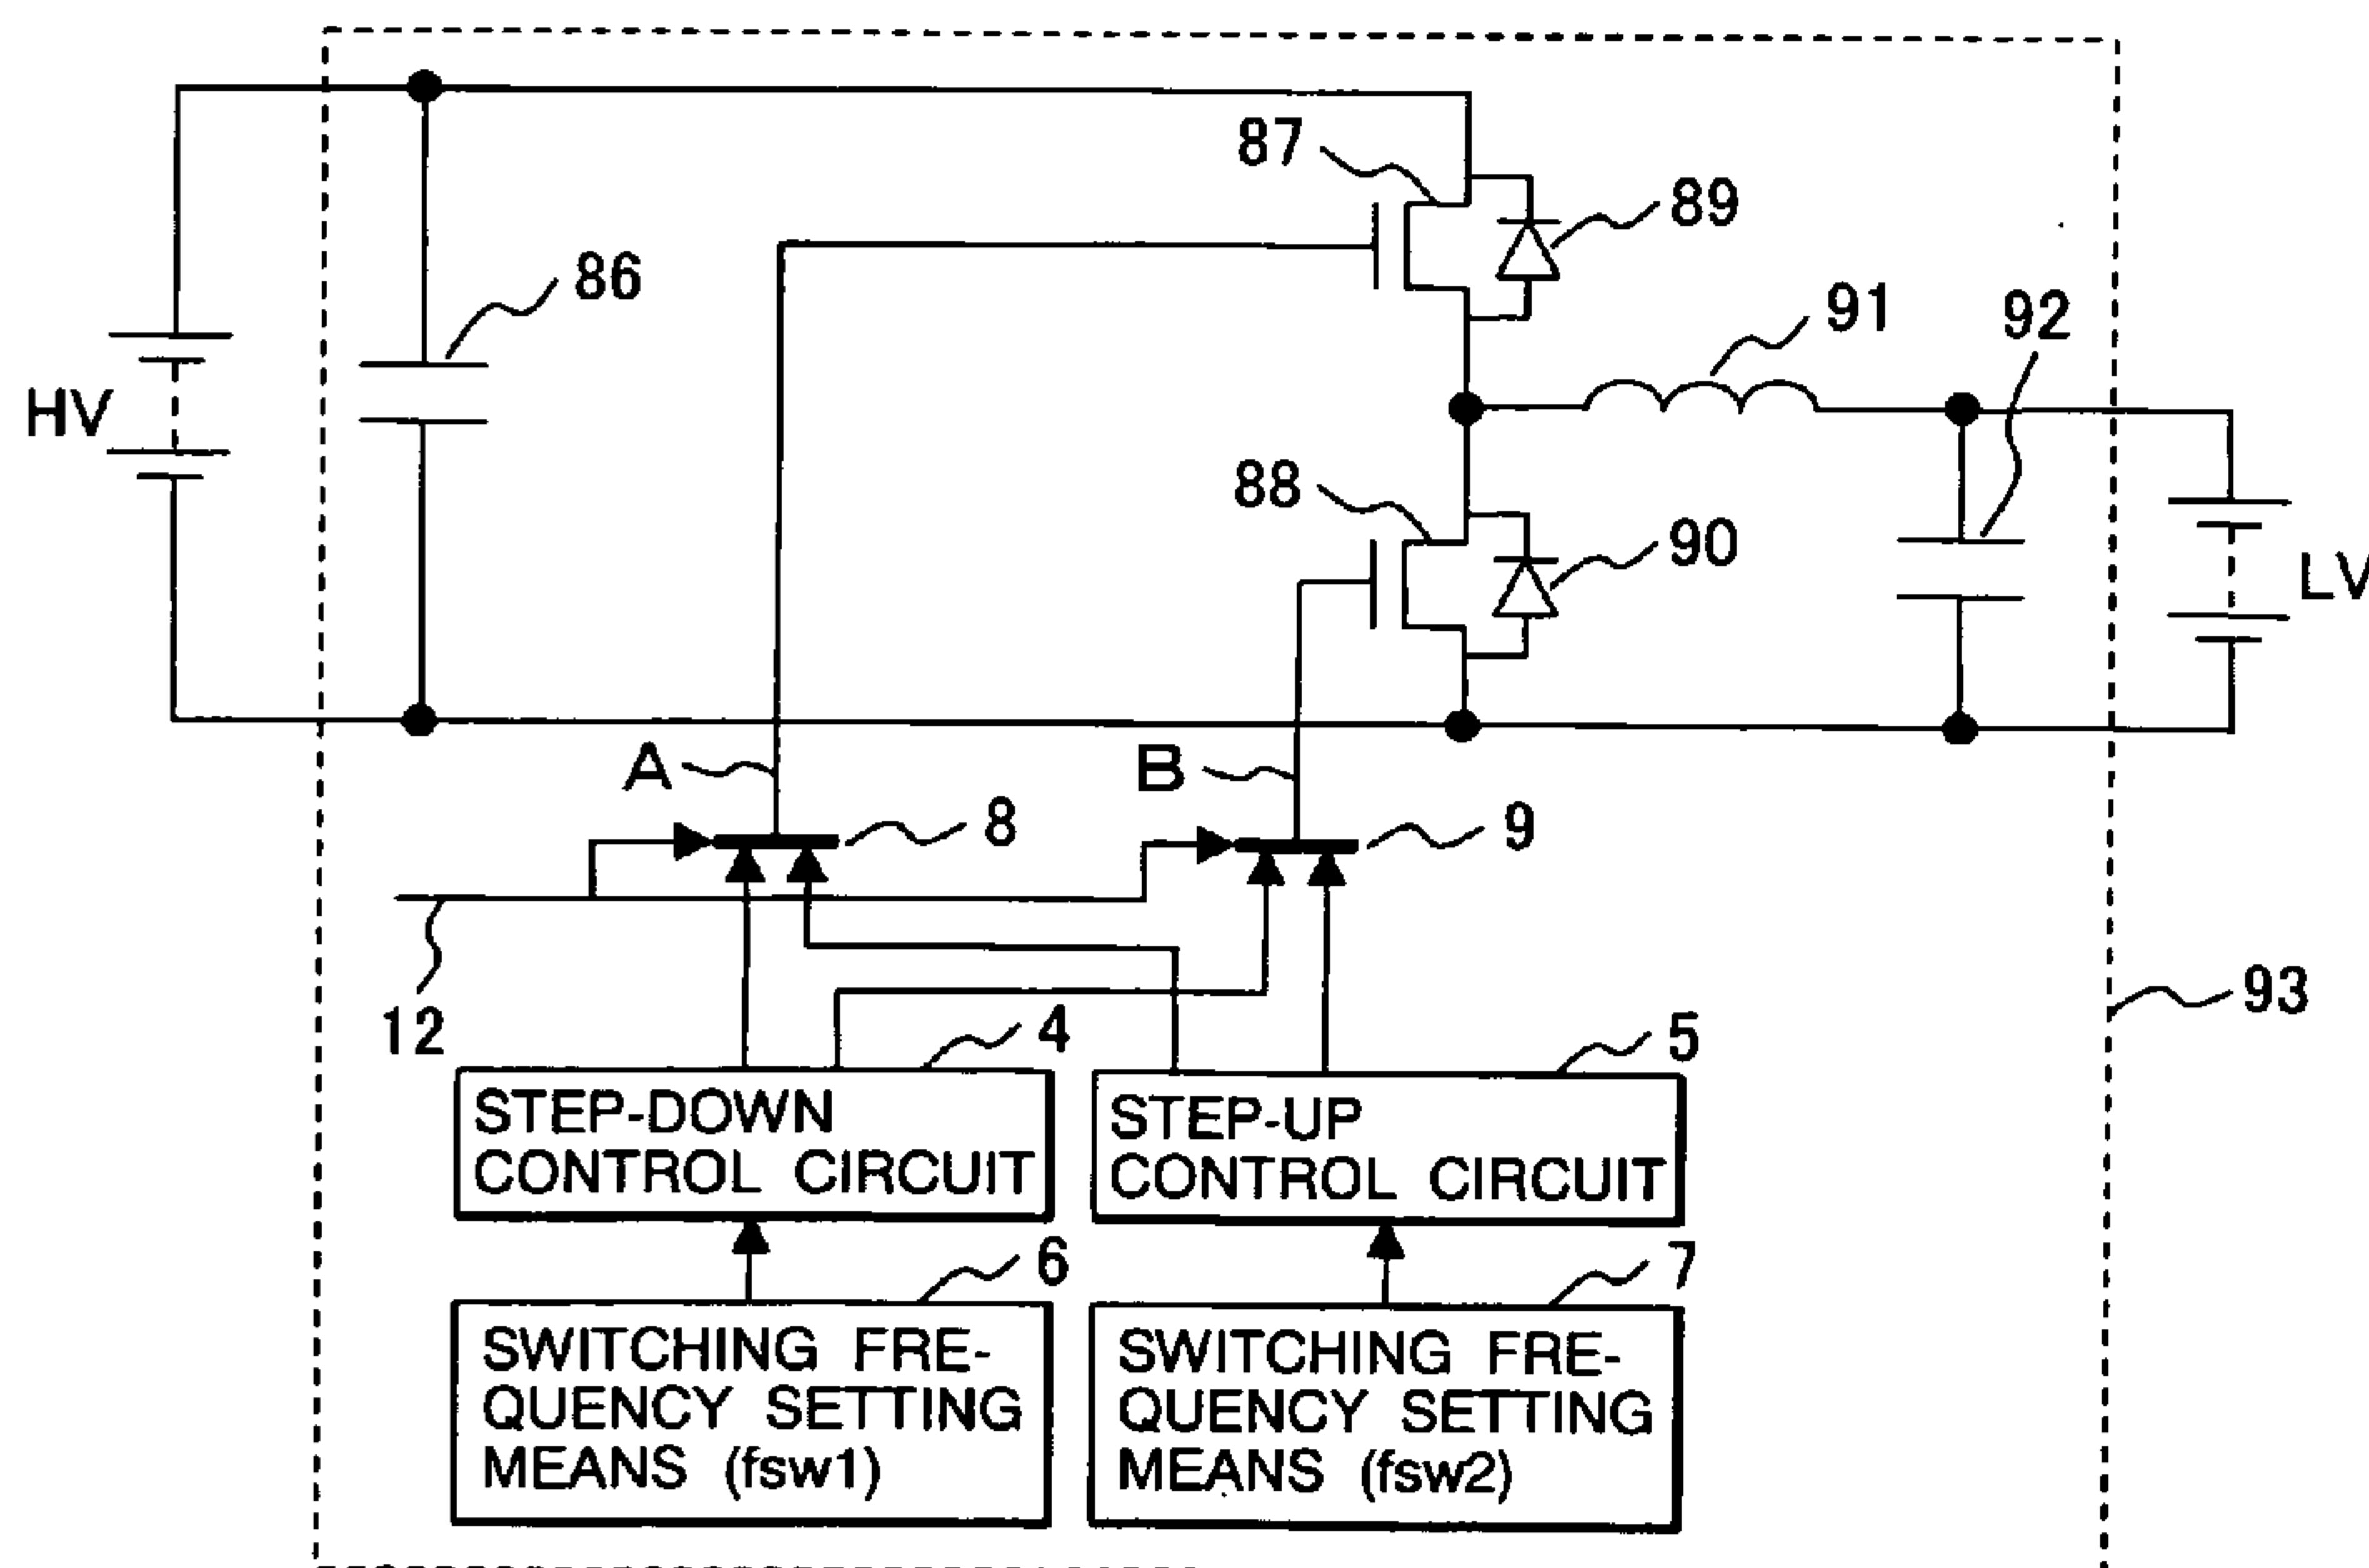 87
89
86
91
92
HV
88
90
LV
A
B
8
9
12
4
5
93
STEP-DOWN
CONTROL CIRCUIT
STEP-UP
CONTROL CIRCUIT
6
7
SWITCHING FRE-
QUENCY SETTING
MEANS (fsw1)
SWITCHING FRE-
QUENCY SETTING
MEANS (fsw2)